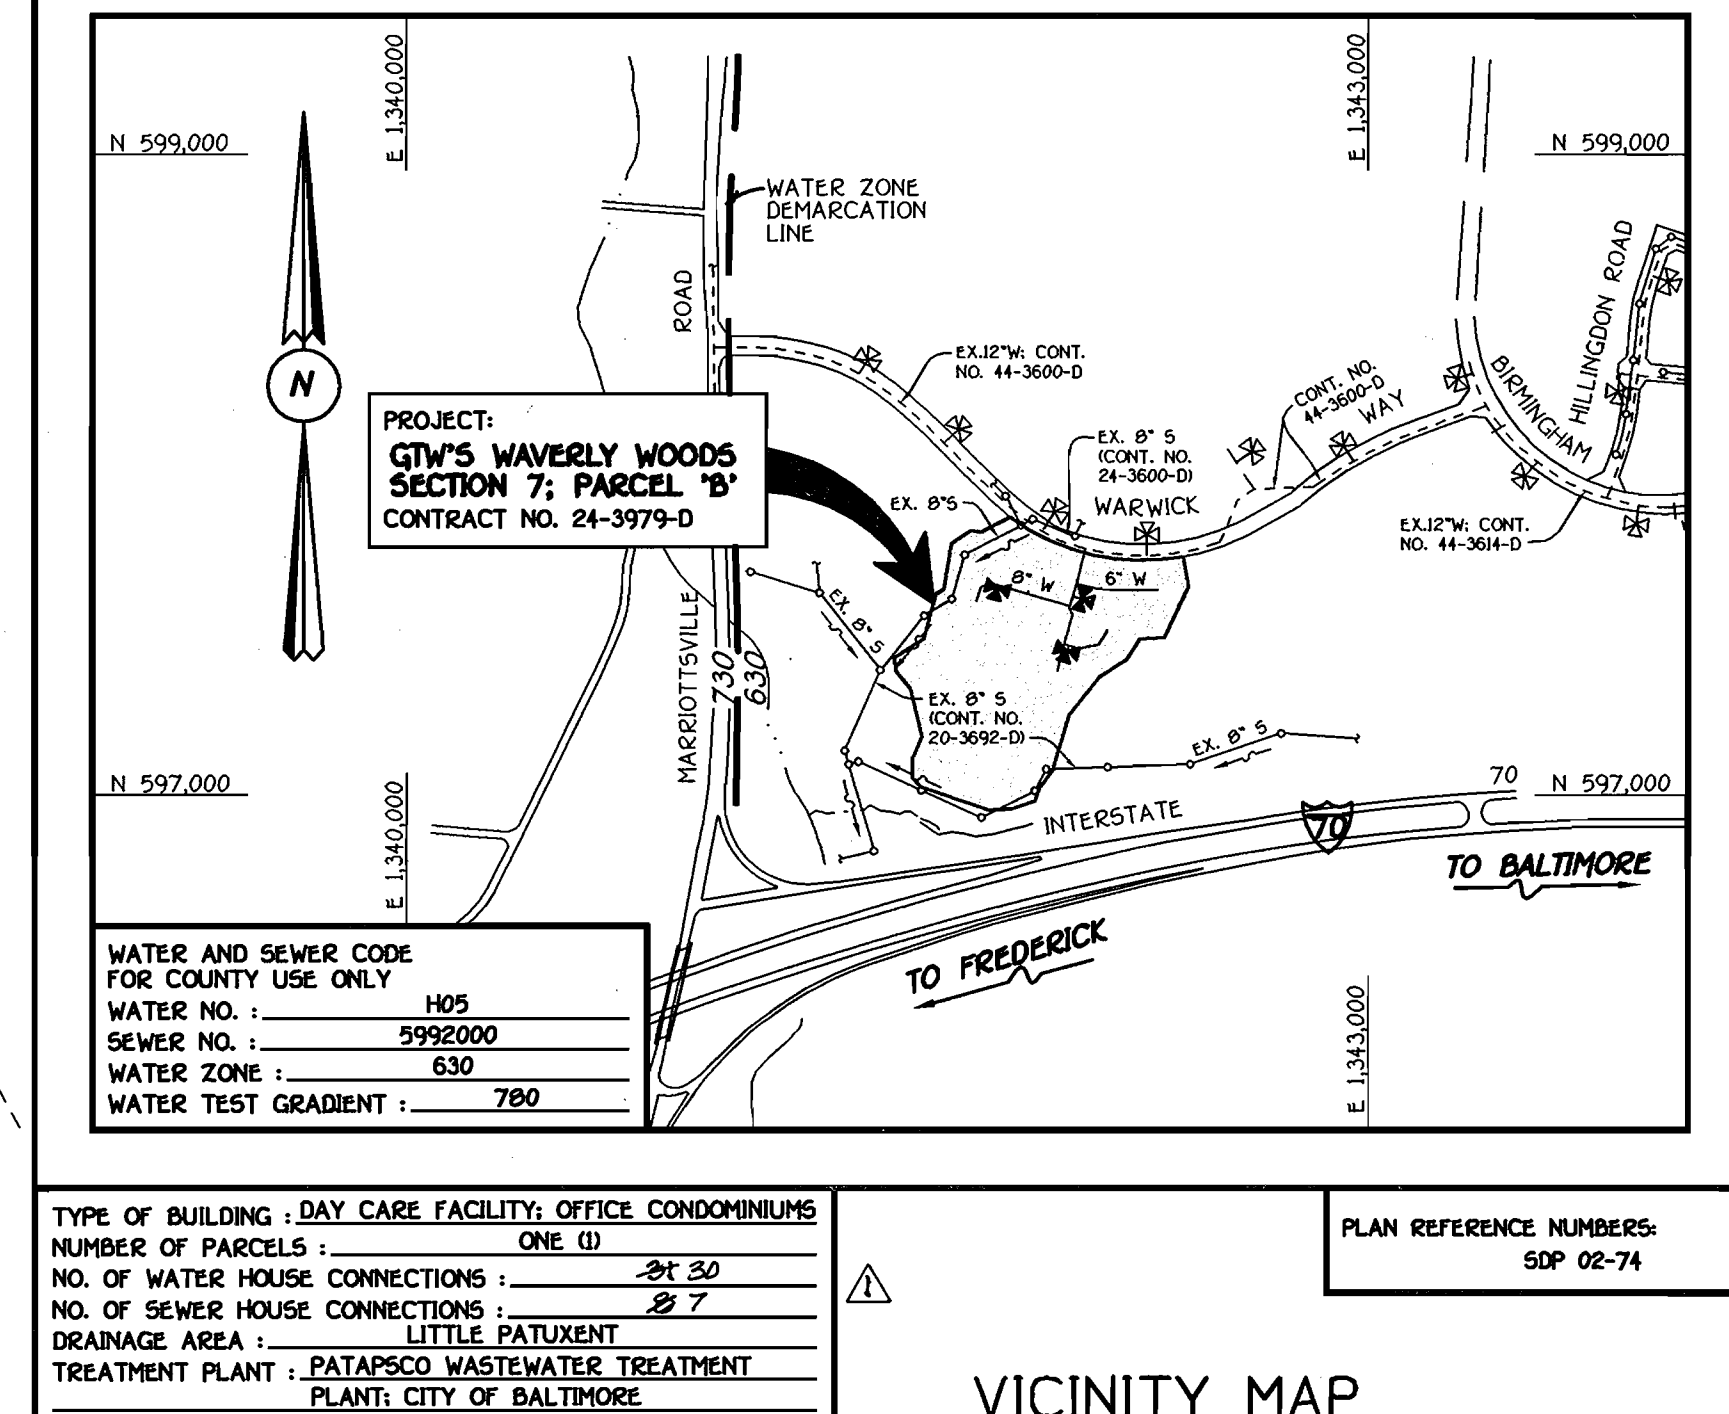 E 1,340,000
E 1,343,000
N 599,000
N 599,000
WATER ZONE
DEMARCATION
LINE
ROAD
HILLINGDON ROAD
N
EX.12"W; CONT.
NO. 44-3600-D
CONT. NO.
44-3600-D
WAY
BIRMINGHAM
PROJECT:
GTW'S WAVERLY WOODS
SECTION 7; PARCEL 'B'
CONTRACT NO. 24-3979-D
EX. 8" S
(CONT. NO.
24-3600-D)
EX. 8"S
WARWICK
EX.12"W; CONT.
NO. 44-3614-D
8" W
6" W
EX. 8" S
MARRIOTTSVILLE
730
630
EX. 8" S
(CONT. NO.
20-3692-D)
EX. 8" S
N 597,000
70
N 597,000
E 1,340,000
INTERSTATE
70
TO BALTIMORE
TO FREDERICK
E 1,343,000
WATER AND SEWER CODE
FOR COUNTY USE ONLY
WATER NO. : H05
SEWER NO. : 5992000
WATER ZONE : 630
WATER TEST GRADIENT : 780
TYPE OF BUILDING : DAY CARE FACILITY; OFFICE CONDOMINIUMS
NUMBER OF PARCELS : ONE (1)
NO. OF WATER HOUSE CONNECTIONS : 30
NO. OF SEWER HOUSE CONNECTIONS : 7
DRAINAGE AREA : LITTLE PATUXENT
TREATMENT PLANT : PATAPSCO WASTEWATER TREATMENT
PLANT; CITY OF BALTIMORE
1
PLAN REFERENCE NUMBERS:
SDP 02-74
VICINITY MAP